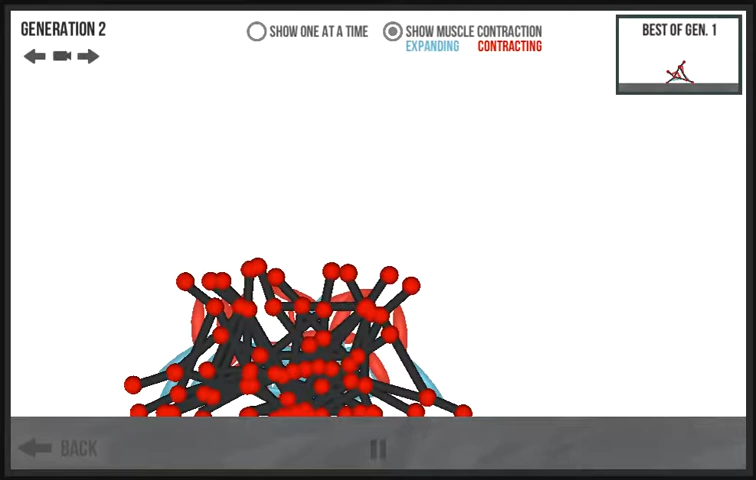 GENERATION 2
SHOW ONE AT A TIME
SHOW MUSCLE CONTRACTION
EXPANDING CONTRACTING
BEST OF GEN. 1
BACK